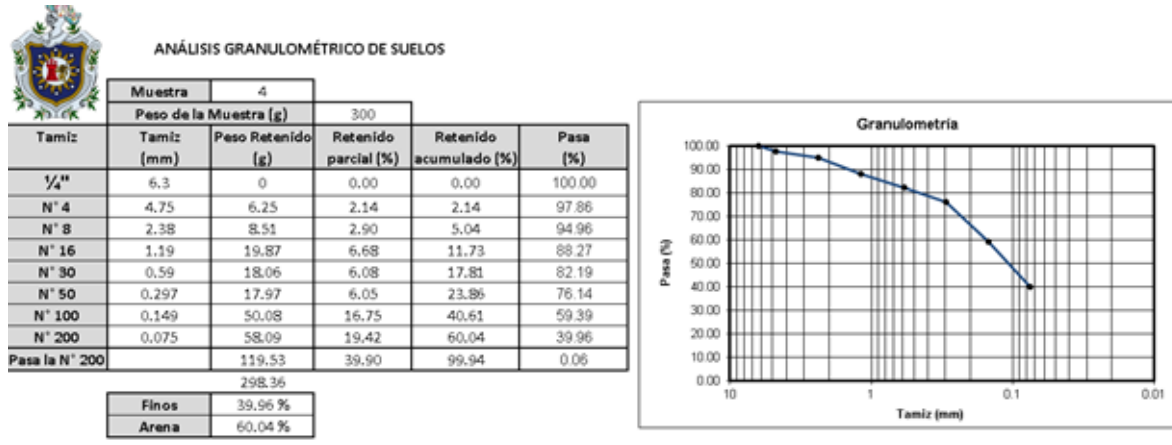 ANÁLISIS GRANULOMÉTRICO DE SUELOS
Muestra 4
Peso de la Muestra (g) 300
Tamiz Tamiz (mm) Peso Retenido (g) Retenido parcial (%) Retenido acumulado (%) Pasa (%)
¼" 6.3 0 0.00 0.00 100.00
N° 4 4.75 6.25 2.14 2.14 97.86
N° 8 2.38 8.51 2.90 5.04 94.96
N° 16 1.19 19.87 6.68 11.73 88.27
N° 30 0.59 18.06 6.08 17.81 82.19
N° 50 0.297 17.97 6.05 23.86 76.14
N° 100 0.149 50.08 16.75 40.61 59.39
N° 200 0.075 58.09 19.42 60.04 39.96
Pasa la N° 200 119.53 39.90 99.94 0.06
298.36
Finos 39.96 %
Arena 60.04 %
Granulometría
Pasa (%)
100.00
90.00
80.00
70.00
60.00
50.00
40.00
30.00
20.00
10.00
0.00
10 1 0.1 0.01
Tamiz (mm)